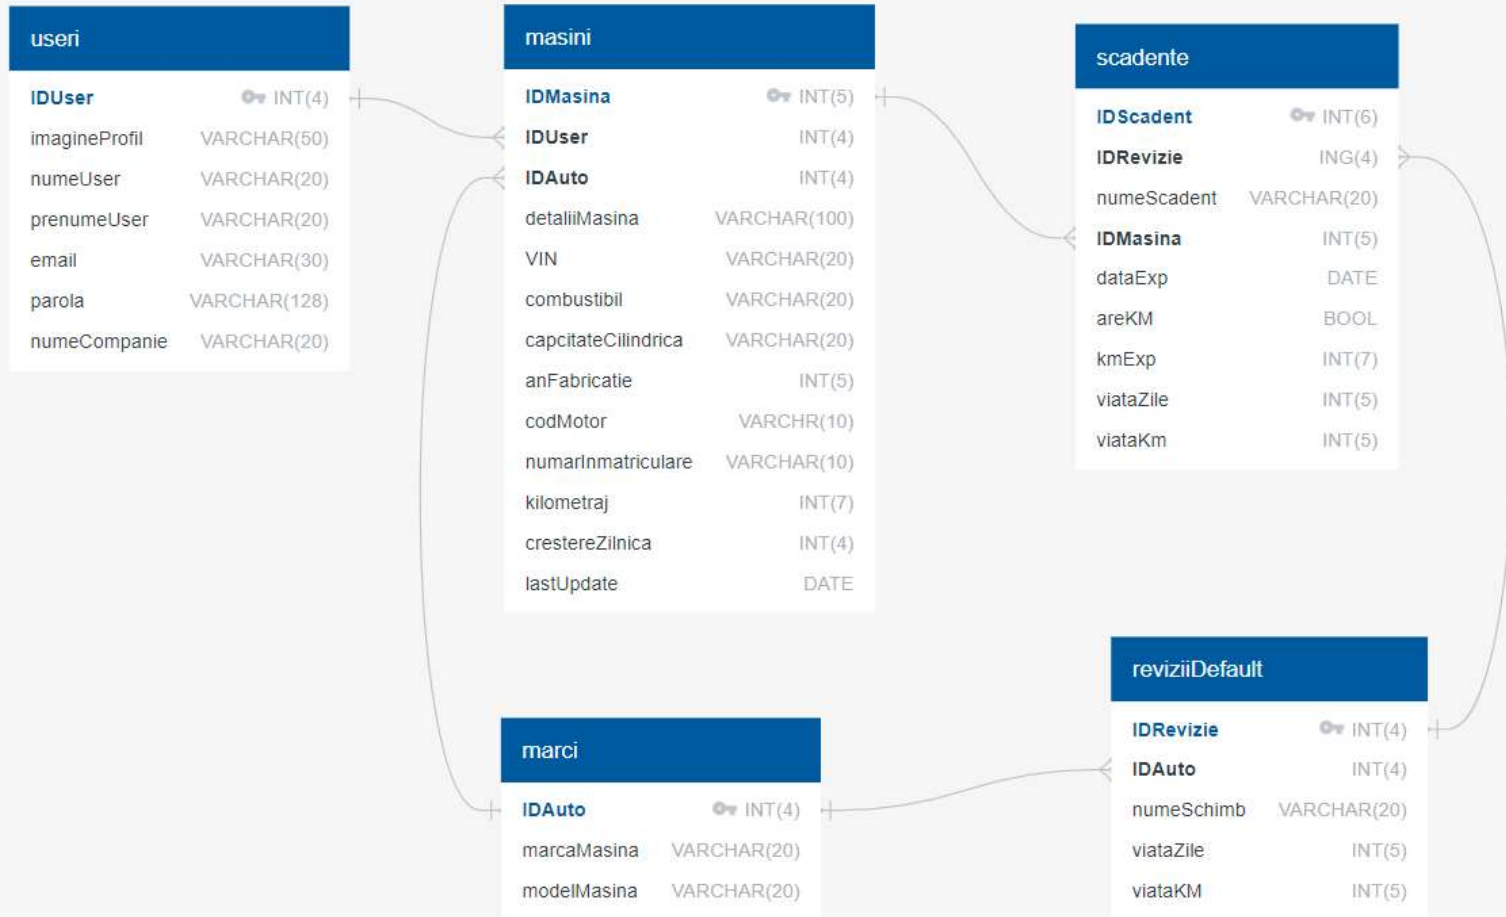 useri
IDUser INT(4)
imagineProfil VARCHAR(50)
numeUser VARCHAR(20)
prenumeUser VARCHAR(20)
email VARCHAR(30)
parola VARCHAR(128)
numeCompanie VARCHAR(20)
masini
IDMasina INT(5)
IDUser INT(4)
IDAuto INT(4)
detaliiMasina VARCHAR(100)
VIN VARCHAR(20)
combustibil VARCHAR(20)
capcitateCilindrica VARCHAR(20)
anFabricatie INT(5)
codMotor VARCHR(10)
numarInmatriculare VARCHAR(10)
kilometraj INT(7)
crestereZilnica INT(4)
lastUpdate DATE
scadente
IDScadent INT(6)
IDRevizie ING(4)
numeScadent VARCHAR(20)
IDMasina INT(5)
dataExp DATE
areKM BOOL
kmExp INT(7)
viataZile INT(5)
viataKm INT(5)
marci
IDAuto INT(4)
marcaMasina VARCHAR(20)
modelMasina VARCHAR(20)
reviziiDefault
IDRevizie INT(4)
IDAuto INT(4)
numeSchimb VARCHAR(20)
viataZile INT(5)
viataKM INT(5)